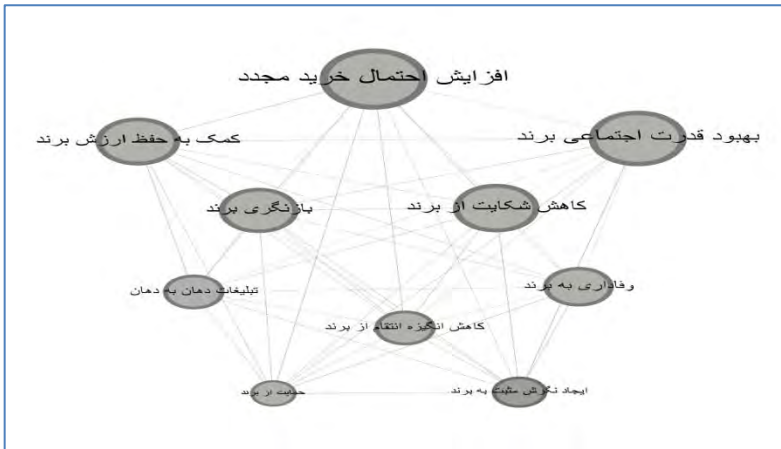 افزایش احتمال خرید مجدد
کمک به حفظ ارزش برند
بهبود قدرت اجتماعی برند
بازنگری برند
کاهش شکایت از برند
تبلیغات دهان به دهان
وفاداری به برند
کاهش انگیزه انتقام از برند
حمایت از برند
ایجاد نگرش مثبت به برند